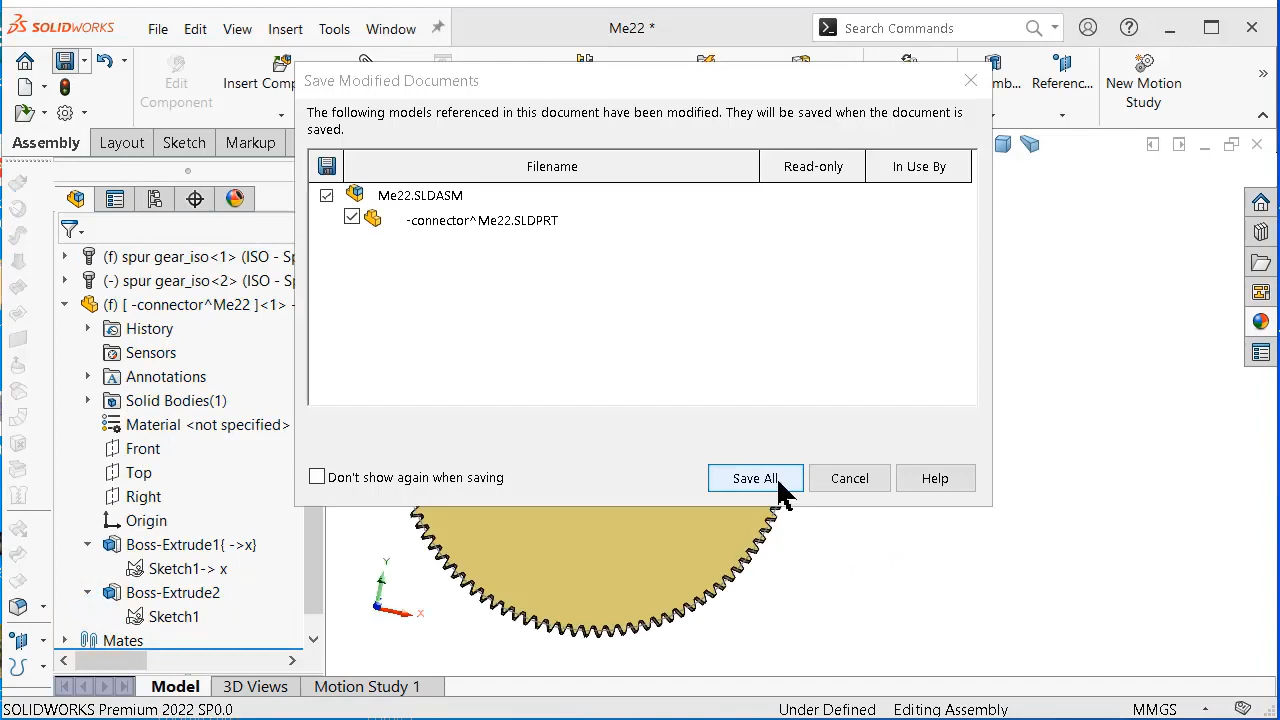 SOLIDWORKS
File Edit View Insert Tools Window
Me22 *
Search Commands
Edit
Component
Insert Comp
mb...
Referenc...
New Motion
Study
Assembly Layout Sketch Markup
Save Modified Documents
The following models referenced in this document have been modified. They will be saved when the document is
saved.
Filename Read-only In Use By
Me22.SLDASM
-connector^Me22.SLDPRT
Don't show again when saving
Save All Cancel Help
(f) spur gear_iso<1> (ISO - Sp
(-) spur gear_iso<2> (ISO - Sp
(f) [ -connector^Me22 ]<1> -
History
Sensors
Annotations
Solid Bodies(1)
Material <not specified>
Front
Top
Right
Origin
Boss-Extrude1{ ->x}
Sketch1-> x
Boss-Extrude2
Sketch1
Mates
Y
X
Model 3D Views Motion Study 1
SOLIDWORKS Premium 2022 SP0.0
Under Defined Editing Assembly MMGS